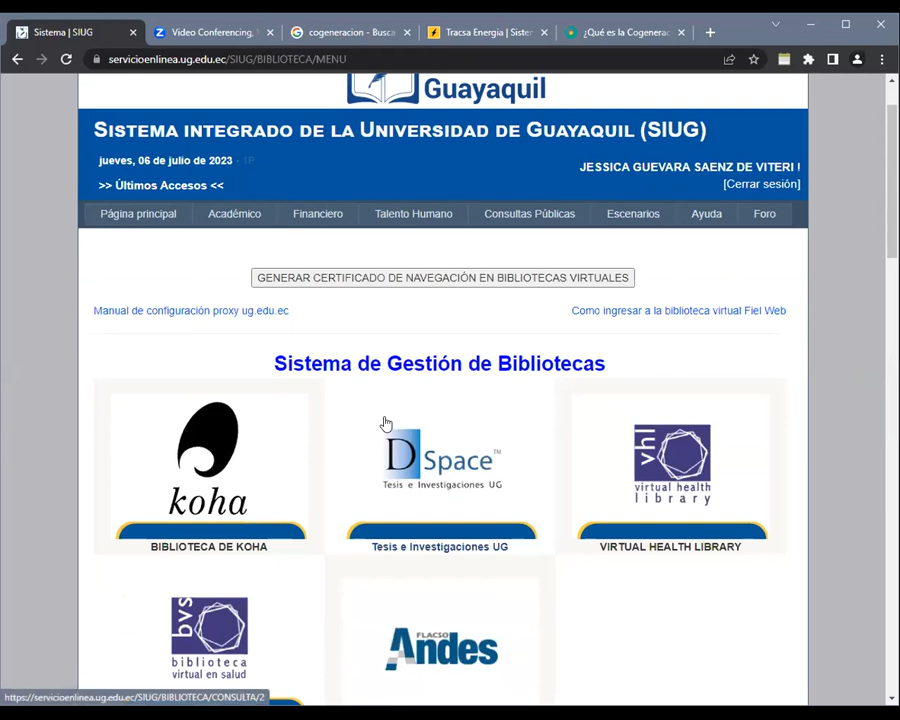 Sistema | SIUG
Video Conferencing,
cogeneracion - Busca
Tracsa Energia | Sister
¿Qué es la Cogenera
servicioenlinea.ug.edu.ec/SIUG/BIBLIOTECA/MENU
Guayaquil
SISTEMA INTEGRADO DE LA UNIVERSIDAD DE GUAYAQUIL (SIUG)
jueves, 06 de julio de 2023 - 1P
JESSICA GUEVARA SAENZ DE VITERI !
>> Últimos Accesos <<
[Cerrar sesión]
Página principal
Académico
Financiero
Talento Humano
Consultas Públicas
Escenarios
Ayuda
Foro
GENERAR CERTIFICADO DE NAVEGACIÓN EN BIBLIOTECAS VIRTUALES
Manual de configuración proxy ug.edu.ec
Como ingresar a la biblioteca virtual Fiel Web
Sistema de Gestión de Bibliotecas
koha
BIBLIOTECA DE KOHA
DSpace™
Tesis e Investigaciones UG
Tesis e Investigaciones UG
vhl
virtual health
library
VIRTUAL HEALTH LIBRARY
bvs
biblioteca
virtual en salud
FLACSO
Andes
https://servicioenlinea.ug.edu.ec/SIUG/BIBLIOTECA/CONSULTA/2